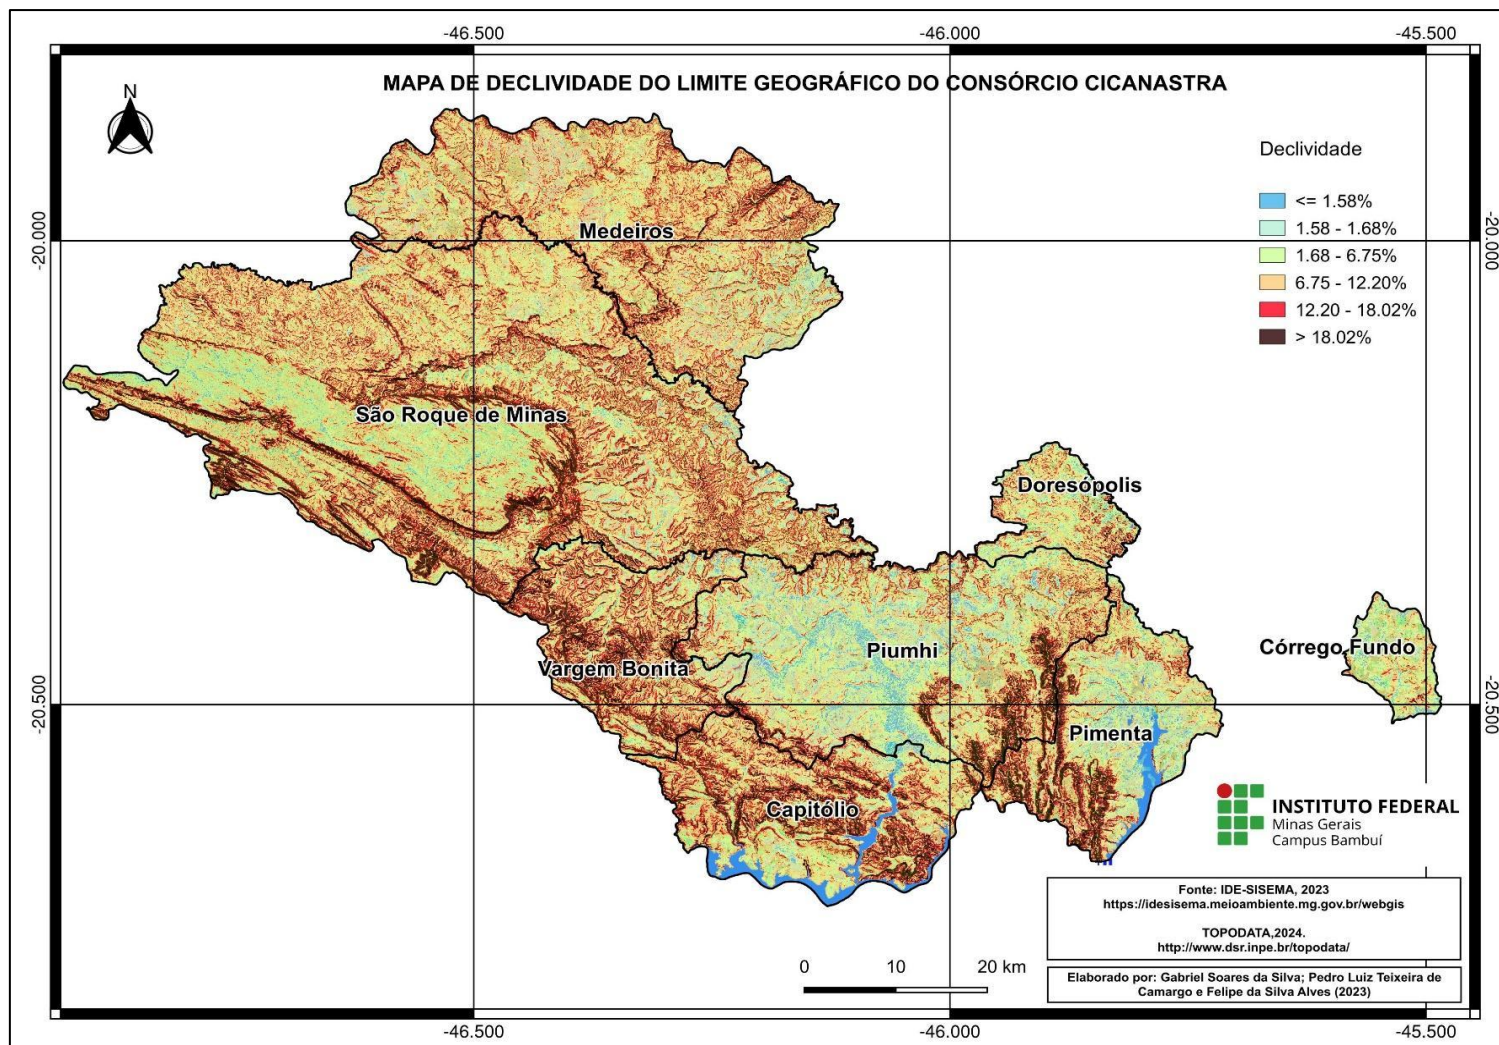 -46.500
-46.000
-45.500
MAPA DE DECLIVIDADE DO LIMITE GEOGRÁFICO DO CONSÓRCIO CICANASTRA
N
Declividade
<= 1.58%
1.58 - 1.68%
1.68 - 6.75%
6.75 - 12.20%
12.20 - 18.02%
> 18.02%
-20.000
-20.000
Medeiros
São Roque de Minas
Doresópolis
Piumhi
Córrego Fundo
Vargem Bonita
-20.500
-20.500
Pimenta
Capitólio
INSTITUTO FEDERAL
Minas Gerais
Campus Bambuí
Fonte: IDE-SISEMA, 2023
https://idesisema.meioambiente.mg.gov.br/webgis
TOPODATA,2024.
http://www.dsr.inpe.br/topodata/
0 10 20 km
Elaborado por: Gabriel Soares da Silva; Pedro Luiz Teixeira de
Camargo e Felipe da Silva Alves (2023)
-46.500
-46.000
-45.500